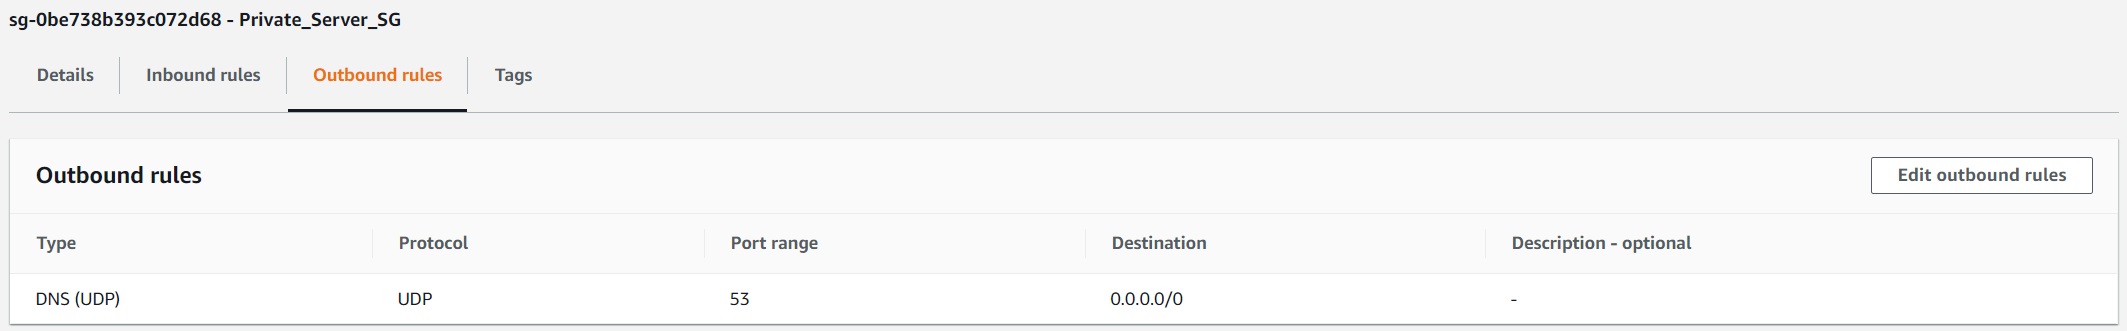 sg-0be738b393c072d68 - Private_Server_SG
Details Inbound rules Outbound rules Tags
Outbound rules Edit outbound rules
Type Protocol Port range Destination Description - optional
DNS (UDP) UDP 53 0.0.0.0/0 -